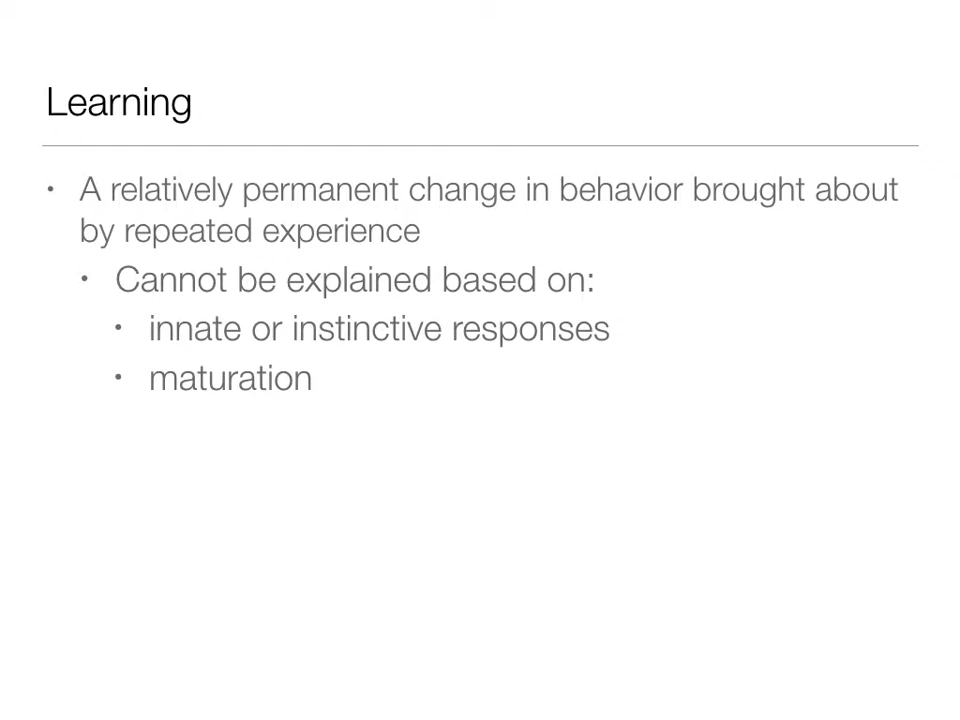 Learning
• A relatively permanent change in behavior brought about
by repeated experience
• Cannot be explained based on:
• innate or instinctive responses
• maturation